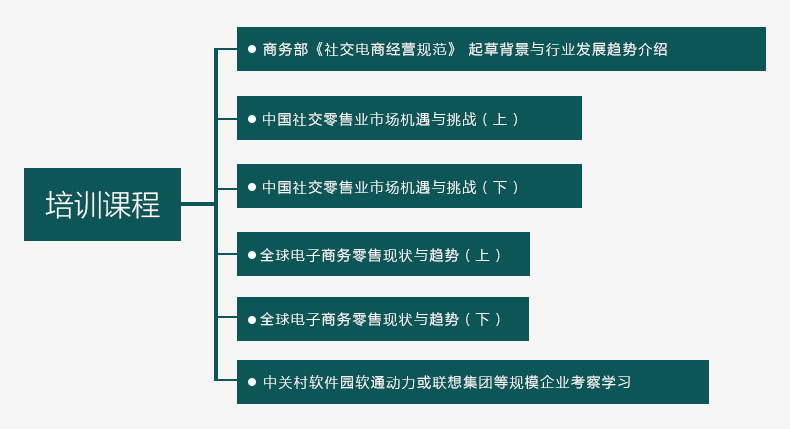 培训课程
商务部《社交电商经营规范》 起草背景与行业发展趋势介绍
中国社交零售业市场机遇与挑战（上）
中国社交零售业市场机遇与挑战（下）
全球电子商务零售现状与趋势（上）
全球电子商务零售现状与趋势（下）
中关村软件园软通动力或联想集团等规模企业考察学习